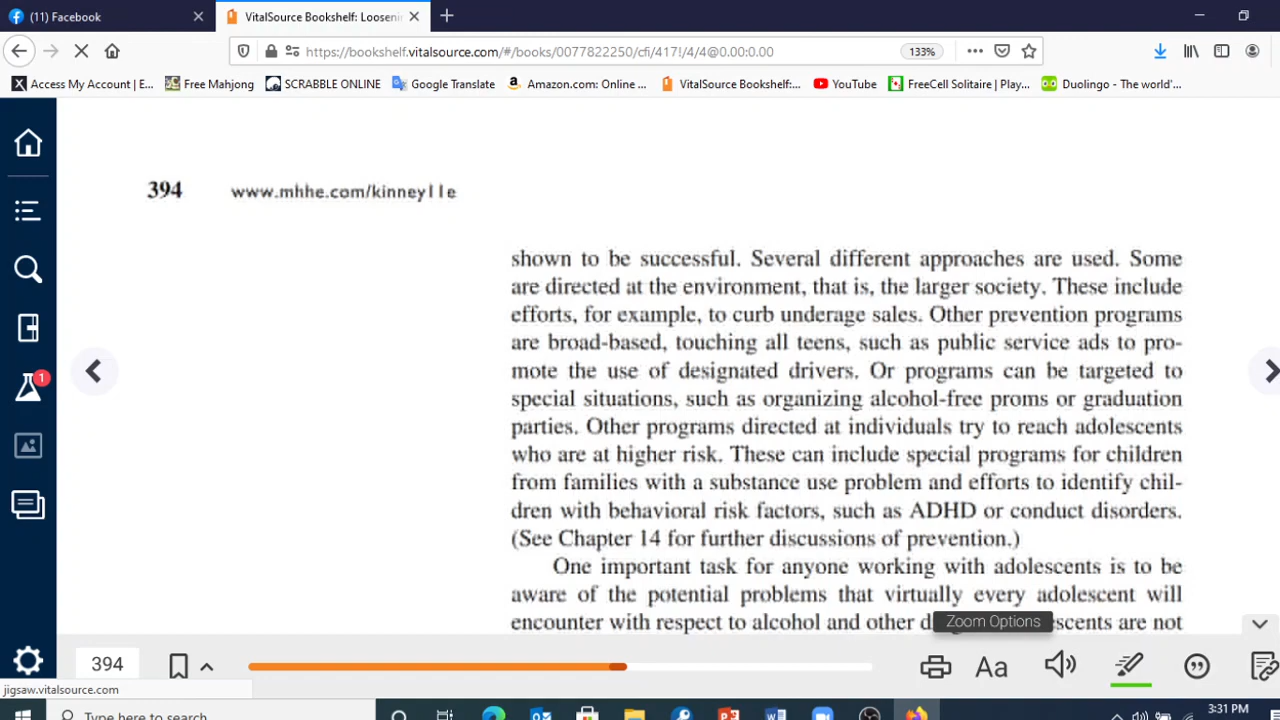 (11) Facebook
VitalSource Bookshelf: Loosenin
https://bookshelf.vitalsource.com/#/books/0077822250/cfi/417!/4/4@0.00:0.00
133%
Access My Account | E...
Free Mahjong
SCRABBLE ONLINE
Google Translate
Amazon.com: Online ...
VitalSource Bookshelf:...
YouTube
FreeCell Solitaire | Play...
Duolingo - The world'...
394
www.mhhe.com/kinney11e
shown to be successful. Several different approaches are used. Some
are directed at the environment, that is, the larger society. These include
efforts, for example, to curb underage sales. Other prevention programs
are broad-based, touching all teens, such as public service ads to pro-
mote the use of designated drivers. Or programs can be targeted to
special situations, such as organizing alcohol-free proms or graduation
parties. Other programs directed at individuals try to reach adolescents
who are at higher risk. These can include special programs for children
from families with a substance use problem and efforts to identify chil-
dren with behavioral risk factors, such as ADHD or conduct disorders.
(See Chapter 14 for further discussions of prevention.)
One important task for anyone working with adolescents is to be
aware of the potential problems that virtually every adolescent will
encounter with respect to alcohol and other d
scents are not
Zoom Options
1
394
Aa
jigsaw.vitalsource.com
Type here to search
3:31 PM